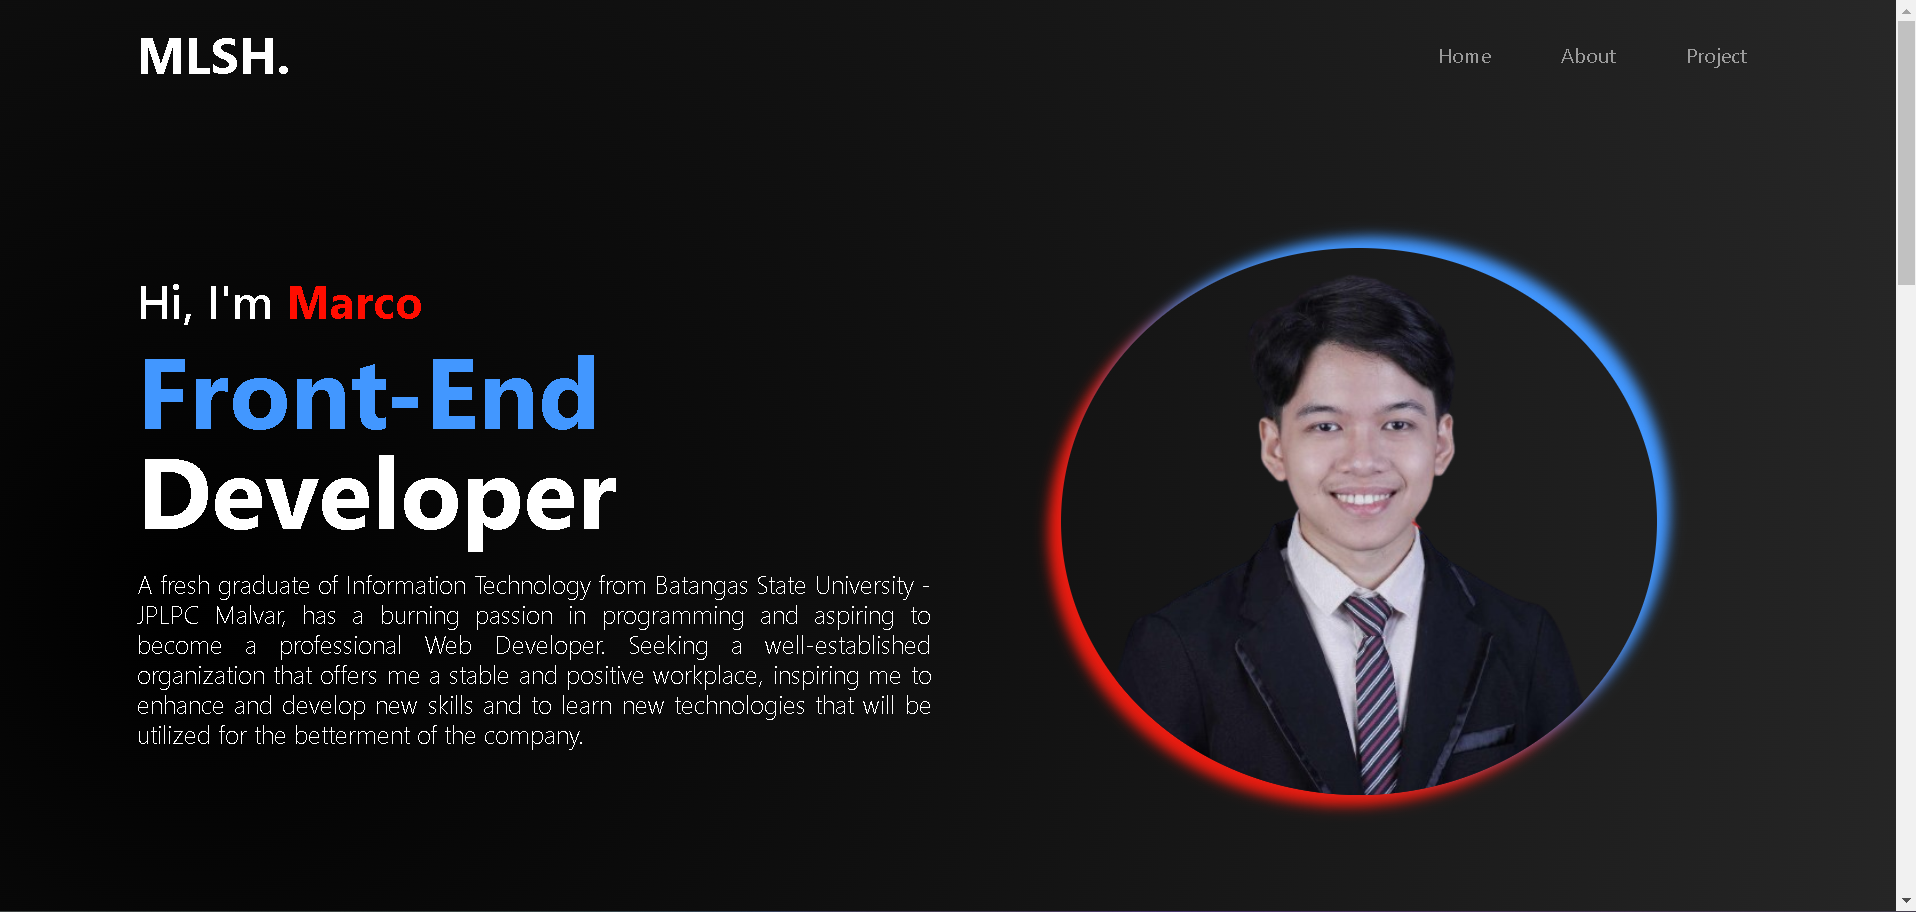 MLSH.
Home About Project
Hi, I'm Marco
Front-End
Developer
A fresh graduate of Information Technology from Batangas State University -
JPLPC Malvar, has a burning passion in programming and aspiring to
become a professional Web Developer. Seeking a well-established
organization that offers me a stable and positive workplace, inspiring me to
enhance and develop new skills and to learn new technologies that will be
utilized for the betterment of the company.